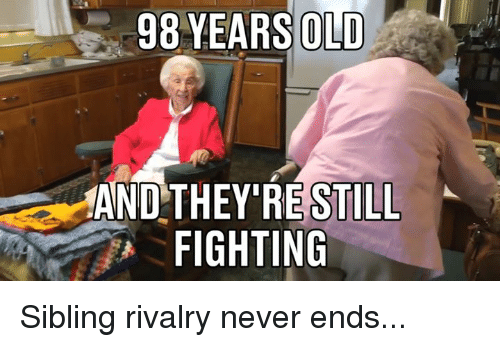 98 YEARS OLD
AND THEY'RE STILL
FIGHTING
Sibling rivalry never ends...